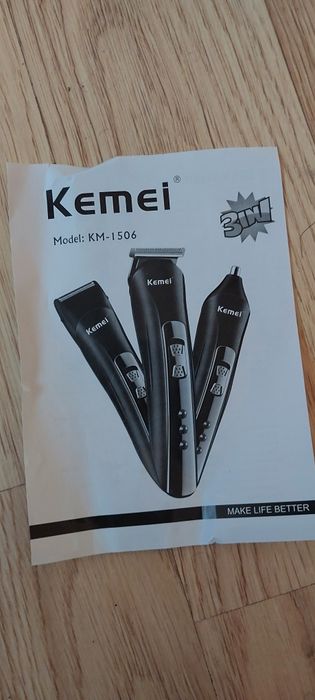 Kemei®
3IN1
Model: KM-1506
Kemei
Kemei
Kemei
MAKE LIFE BETTER